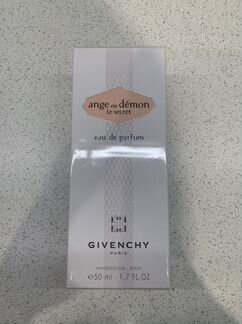 ange ou démon
le secret
eau de parfum
GIVENCHY
PARIS
VAPORISATEUR - SPRAY
℮50 ml - 1.7 FL.OZ